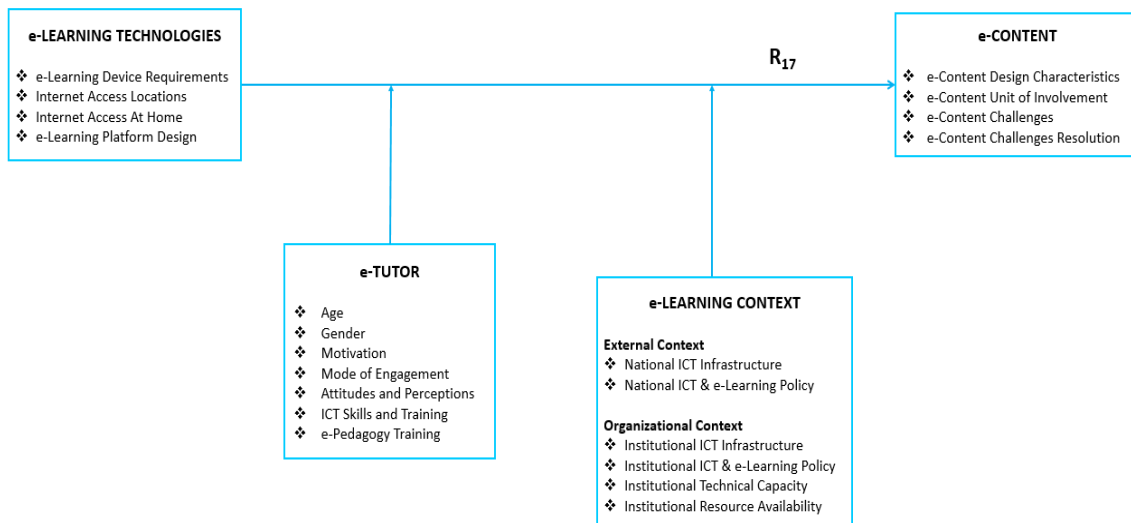 e-LEARNING TECHNOLOGIES
❖ e-Learning Device Requirements
❖ Internet Access Locations
❖ Internet Access At Home
❖ e-Learning Platform Design
R17
e-CONTENT
❖ e-Content Design Characteristics
❖ e-Content Unit of Involvement
❖ e-Content Challenges
❖ e-Content Challenges Resolution
e-TUTOR
❖ Age
❖ Gender
❖ Motivation
❖ Mode of Engagement
❖ Attitudes and Perceptions
❖ ICT Skills and Training
❖ e-Pedagogy Training
e-LEARNING CONTEXT
External Context
❖ National ICT Infrastructure
❖ National ICT & e-Learning Policy
Organizational Context
❖ Institutional ICT Infrastructure
❖ Institutional ICT & e-Learning Policy
❖ Institutional Technical Capacity
❖ Institutional Resource Availability